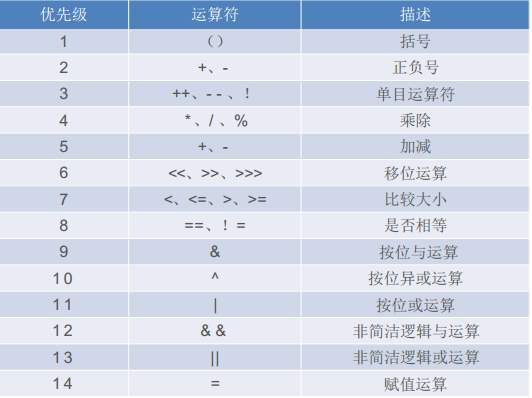 优先级 运算符 描述
1 () 括号
2 +、- 正负号
3 ++、- - 、！ 单目运算符
4 * 、/ 、% 乘除
5 +、- 加减
6 <<、>>、>>> 移位运算
7 <、<=、>、>= 比较大小
8 ==、！= 是否相等
9 & 按位与运算
10 ^ 按位异或运算
11 | 按位或运算
12 & & 非简洁逻辑与运算
13 || 非简洁逻辑或运算
14 = 赋值运算